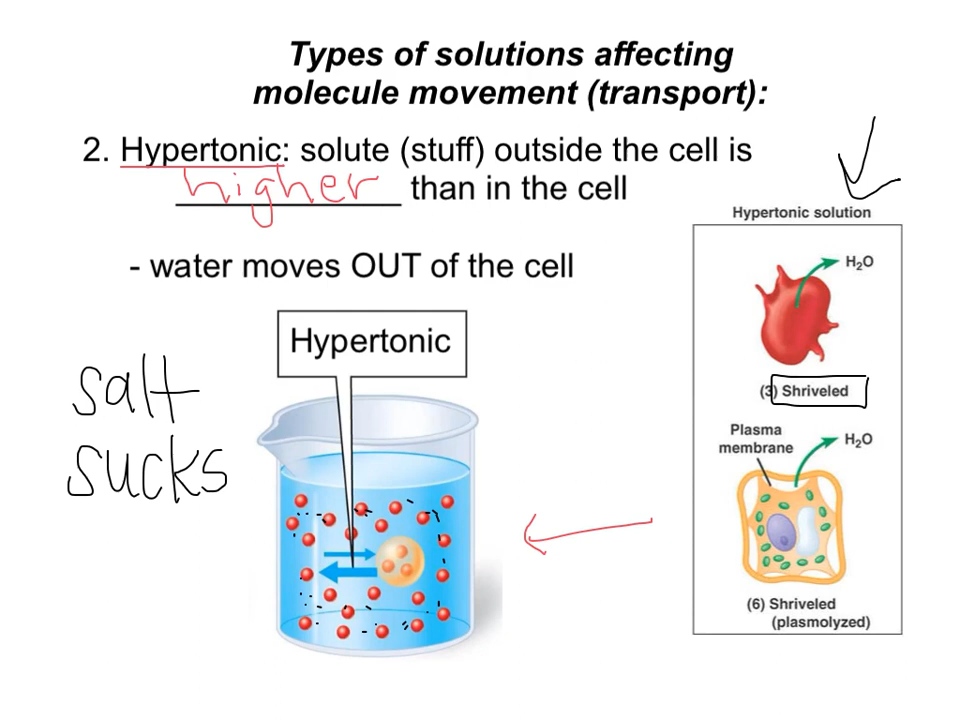 Types of solutions affecting
molecule movement (transport):
2. Hypertonic: solute (stuff) outside the cell is
higher than in the cell
- water moves OUT of the cell
Hypertonic
salt
sucks
Hypertonic solution
H₂O
(3) Shriveled
Plasma
membrane
H₂O
(6) Shriveled
(plasmolyzed)